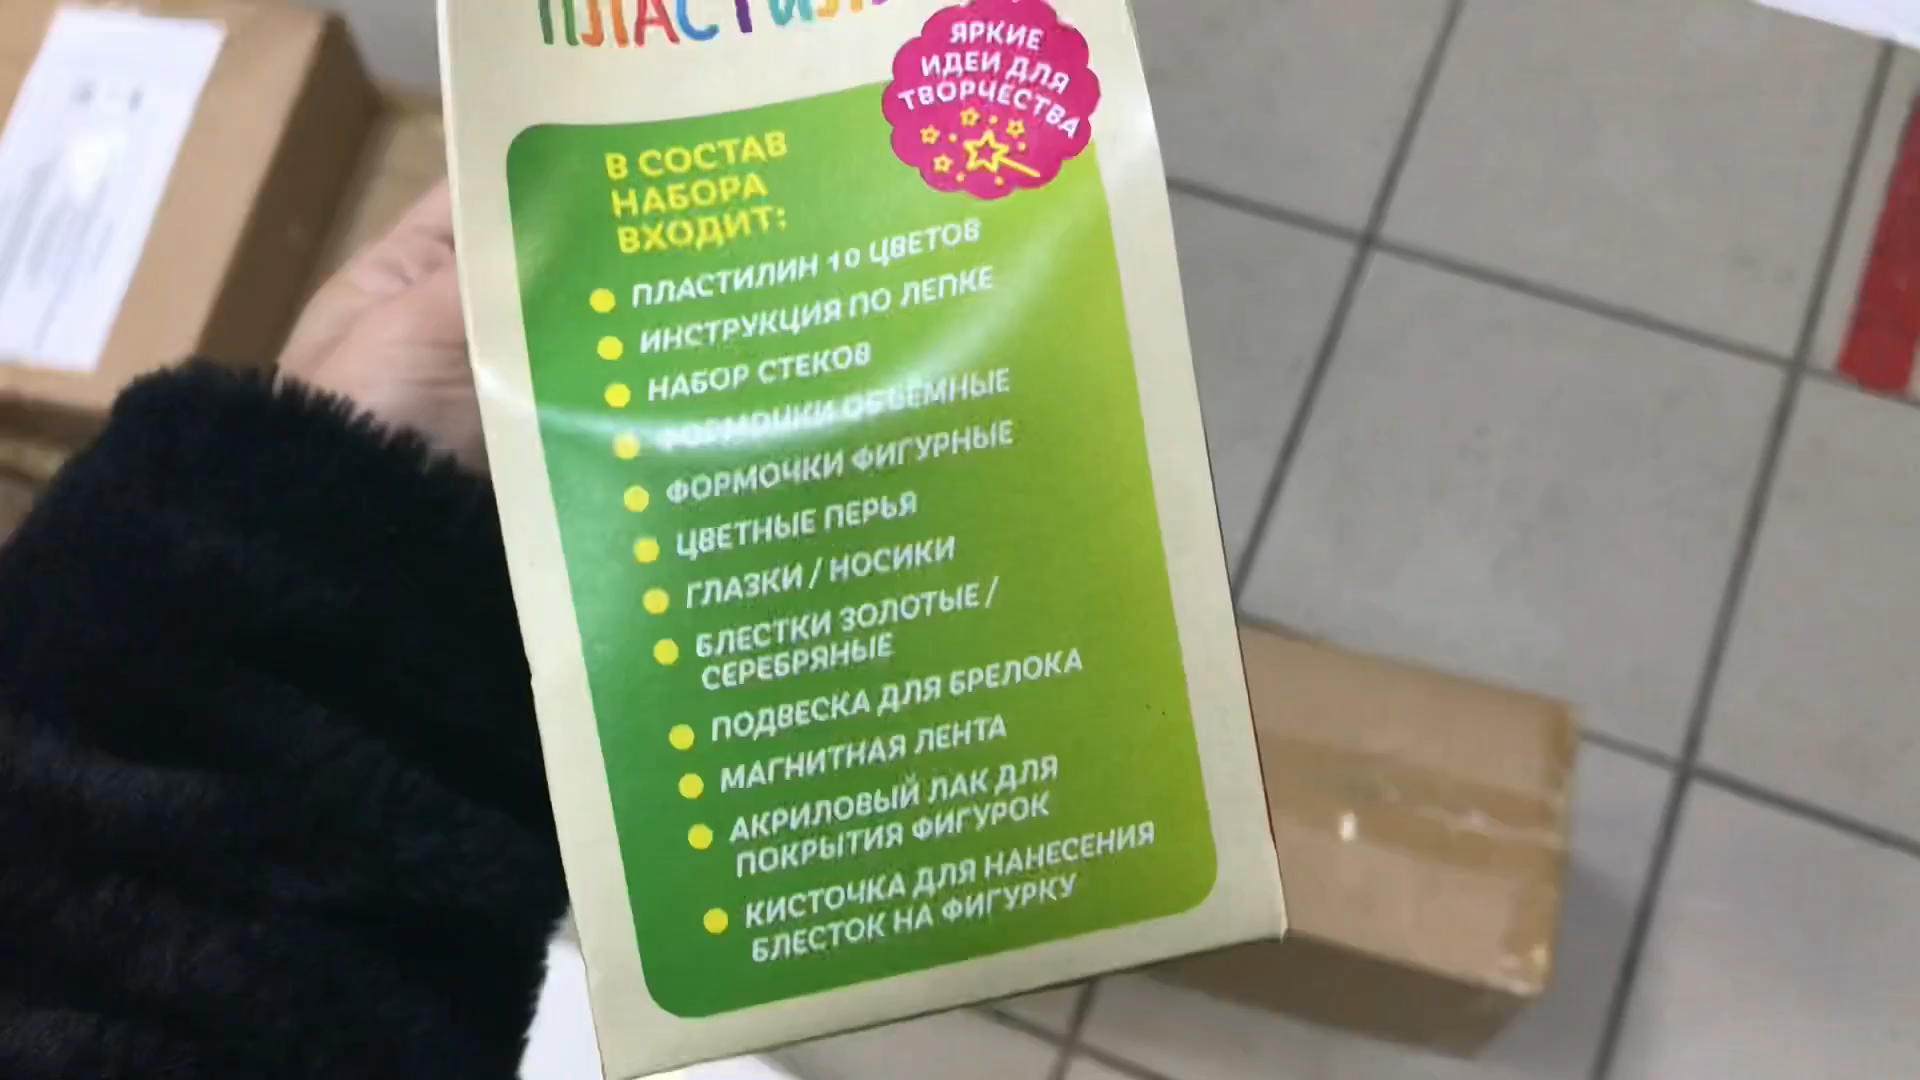 ЯРКИЕ
ИДЕИ ДЛЯ
ТВОРЧЕСТВА
В СОСТАВ
НАБОРА
ВХОДИТ:
ПЛАСТИЛИН 10 ЦВЕТОВ
ИНСТРУКЦИЯ ПО ЛЕПКЕ
НАБОР СТЕКОВ
ФОРМОЧКИ ОБЪЕМНЫЕ
ФОРМОЧКИ ФИГУРНЫЕ
ЦВЕТНЫЕ ПЕРЬЯ
ГЛАЗКИ / НОСИКИ
БЛЕСТКИ ЗОЛОТЫЕ /
СЕРЕБРЯНЫЕ
ПОДВЕСКА ДЛЯ БРЕЛОКА
МАГНИТНАЯ ЛЕНТА
АКРИЛОВЫЙ ЛАК ДЛЯ
ПОКРЫТИЯ ФИГУРОК
КИСТОЧКА ДЛЯ НАНЕСЕНИЯ
БЛЕСТОК НА ФИГУРКУ